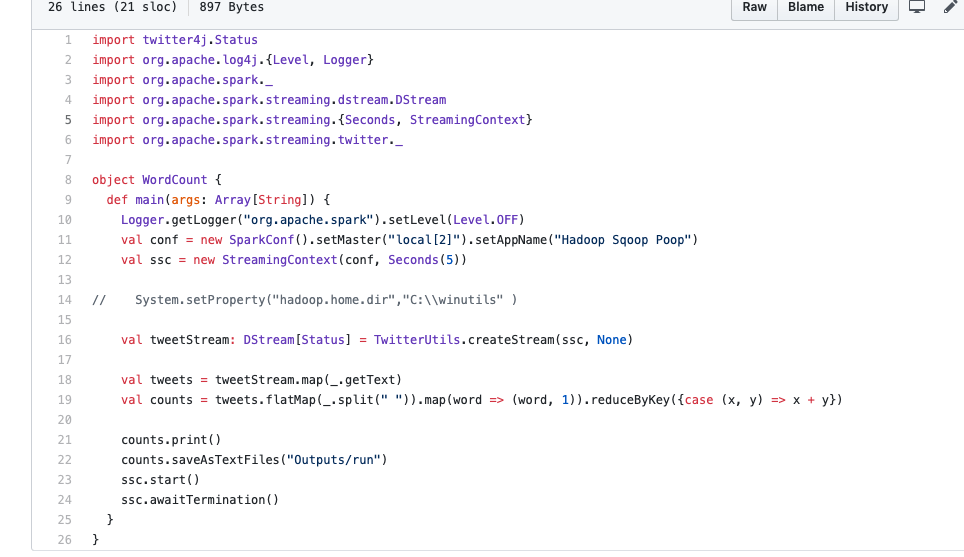 26 lines (21 sloc) 897 Bytes Raw Blame History
1 import twitter4j.Status
2 import org.apache.log4j.{Level, Logger}
3 import org.apache.spark._
4 import org.apache.spark.streaming.dstream.DStream
5 import org.apache.spark.streaming.{Seconds, StreamingContext}
6 import org.apache.spark.streaming.twitter._
7
8 object WordCount {
9   def main(args: Array[String]) {
10     Logger.getLogger("org.apache.spark").setLevel(Level.OFF)
11     val conf = new SparkConf().setMaster("local[2]").setAppName("Hadoop Sqoop Poop")
12     val ssc = new StreamingContext(conf, Seconds(5))
13
14 //    System.setProperty("hadoop.home.dir","C:\\winutils" )
15
16     val tweetStream: DStream[Status] = TwitterUtils.createStream(ssc, None)
17
18     val tweets = tweetStream.map(_.getText)
19     val counts = tweets.flatMap(_.split(" ")).map(word => (word, 1)).reduceByKey({case (x, y) => x + y})
20
21     counts.print()
22     counts.saveAsTextFiles("Outputs/run")
23     ssc.start()
24     ssc.awaitTermination()
25   }
26 }